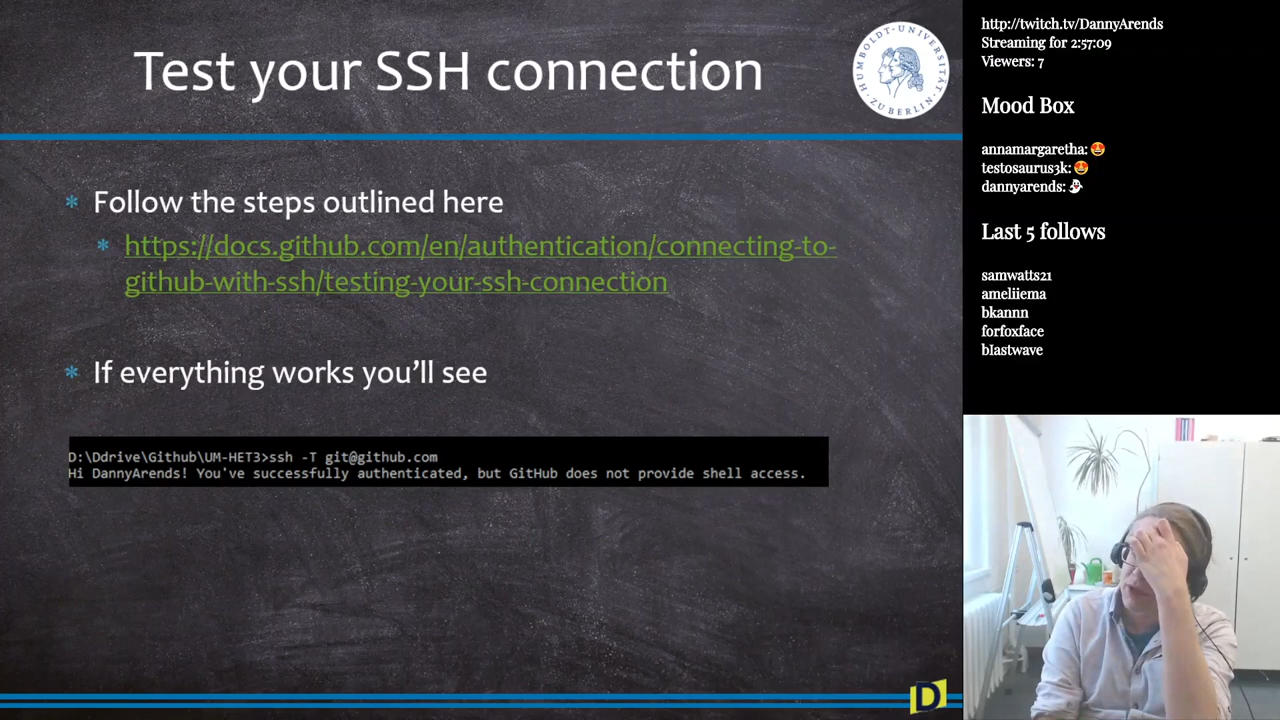 Test your SSH connection
HUMBOLDT-UNIVERSITÄT ZU BERLIN
* Follow the steps outlined here
* https://docs.github.com/en/authentication/connecting-to-
github-with-ssh/testing-your-ssh-connection
* If everything works you'll see
D:\Ddrive\Github\UM-HET3>ssh -T git@github.com
Hi DannyArends! You've successfully authenticated, but GitHub does not provide shell access.
D
http://twitch.tv/DannyArends
Streaming for 2:57:09
Viewers: 7
Mood Box
annamargaretha: 🤩
testosaurus3k: 🤩
dannyarends: 👻
Last 5 follows
samwatts21
ameliiema
bkannn
forfoxface
blastwave